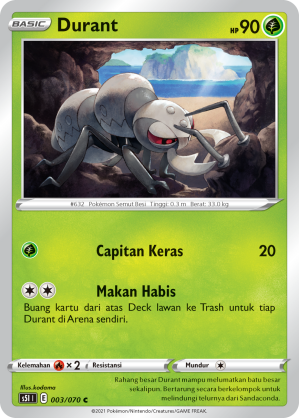 BASIC Durant HP 90
#632 Pokémon Semut Besi Tinggi: 0.3 m Berat: 33.0 kg
Capitan Keras 20
Makan Habis
Buang kartu dari atas Deck lawan ke Trash untuk tiap
Durant di Arena sendiri.
Kelemahan × 2 Resistansi Mundur
Illus. kodama
s5I I E 003/070 C
Rahang besar Durant mampu melumatkan batu besar
sekalipun. Bertarung secara berkelompok untuk
melindungi telur-telurnya dari Sandaconda.
©2021 Pokémon/Nintendo/Creatures/GAME FREAK.